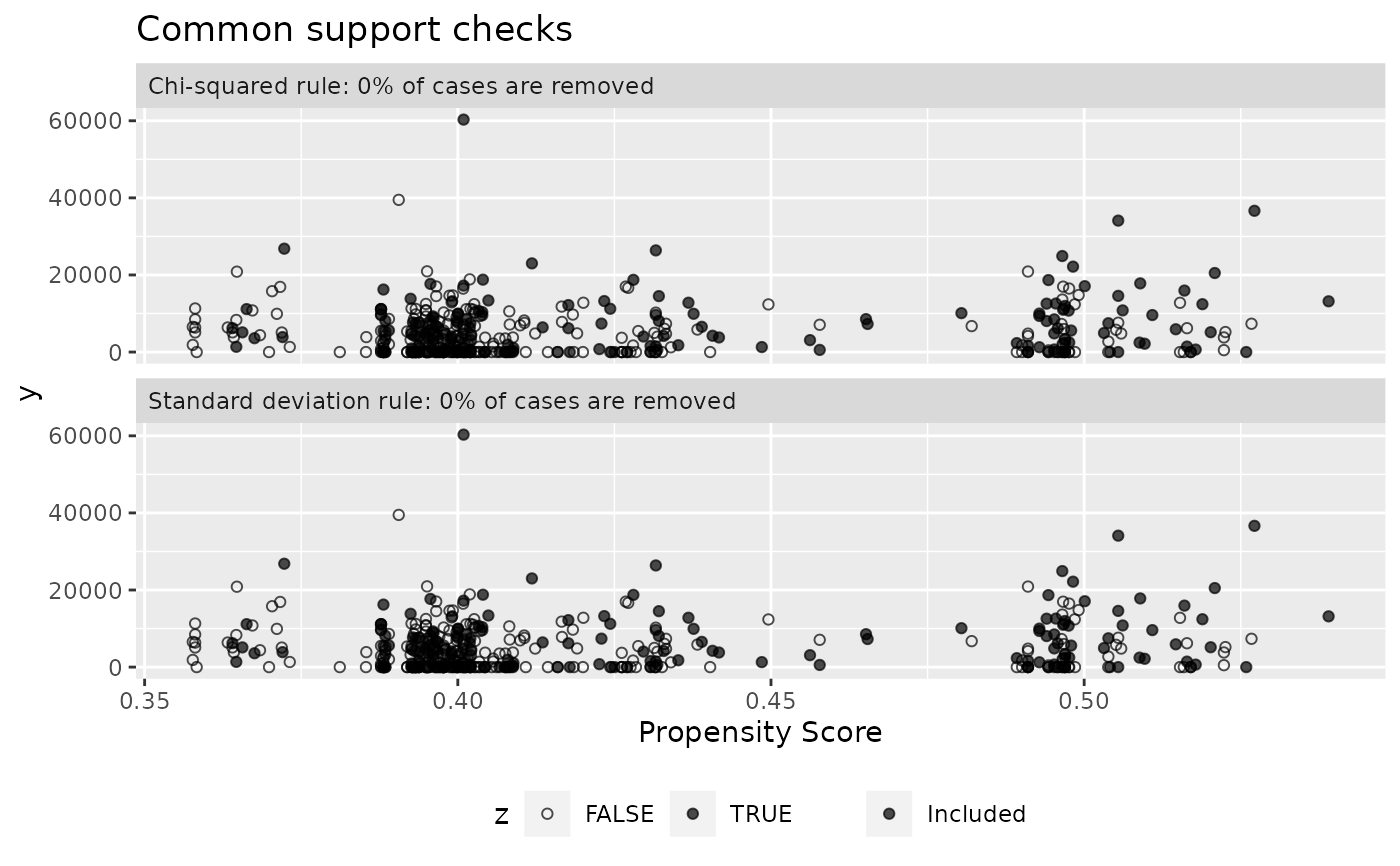 Common support checks
Chi-squared rule: 0% of cases are removed
60000
40000
20000
0
y
Standard deviation rule: 0% of cases are removed
60000
40000
20000
0
0.35 0.40 0.45 0.50
Propensity Score
z FALSE TRUE Included